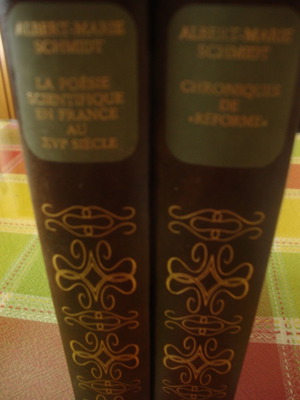 ALBERT-MARIE
SCHMIDT
LA POÉSIE
SCIENTIFIQUE
EN FRANCE
AU
XVIe SIÈCLE
ALBERT-MARIE
SCHMIDT
CHRONIQUES
DE
«RÉFORME»